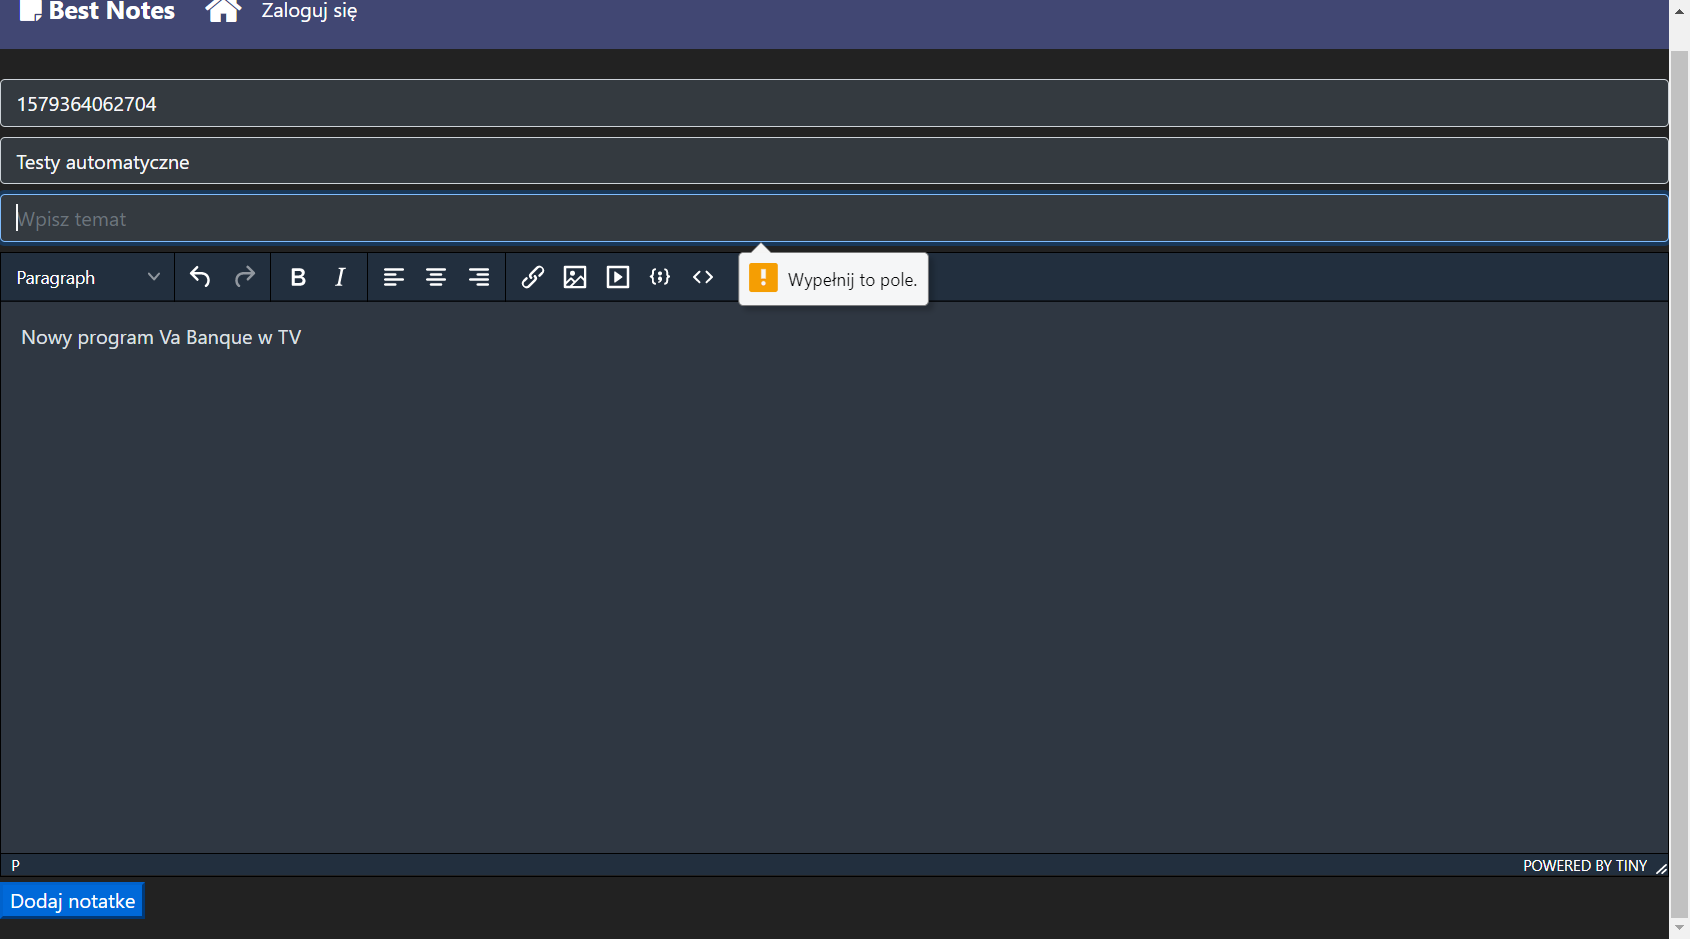 Best Notes Zaloguj się
1579364062704
Testy automatyczne
Wpisz temat
Paragraph B I
Wypełnij to pole.
Nowy program Va Banque w TV
P POWERED BY TINY
Dodaj notatke